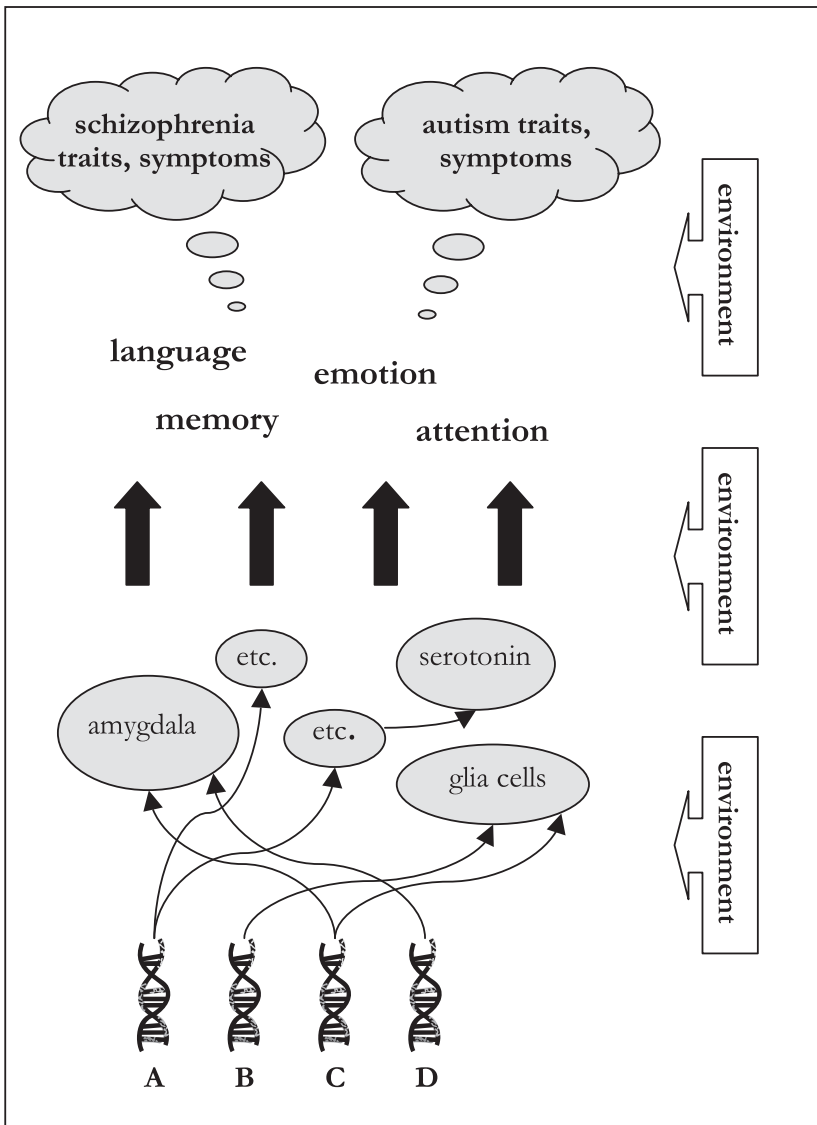 schizophrenia
traits, symptoms
autism traits,
symptoms
environment
language
emotion
memory
attention
environment
etc.
serotonin
amygdala
etc.
glia cells
environment
A
B
C
D